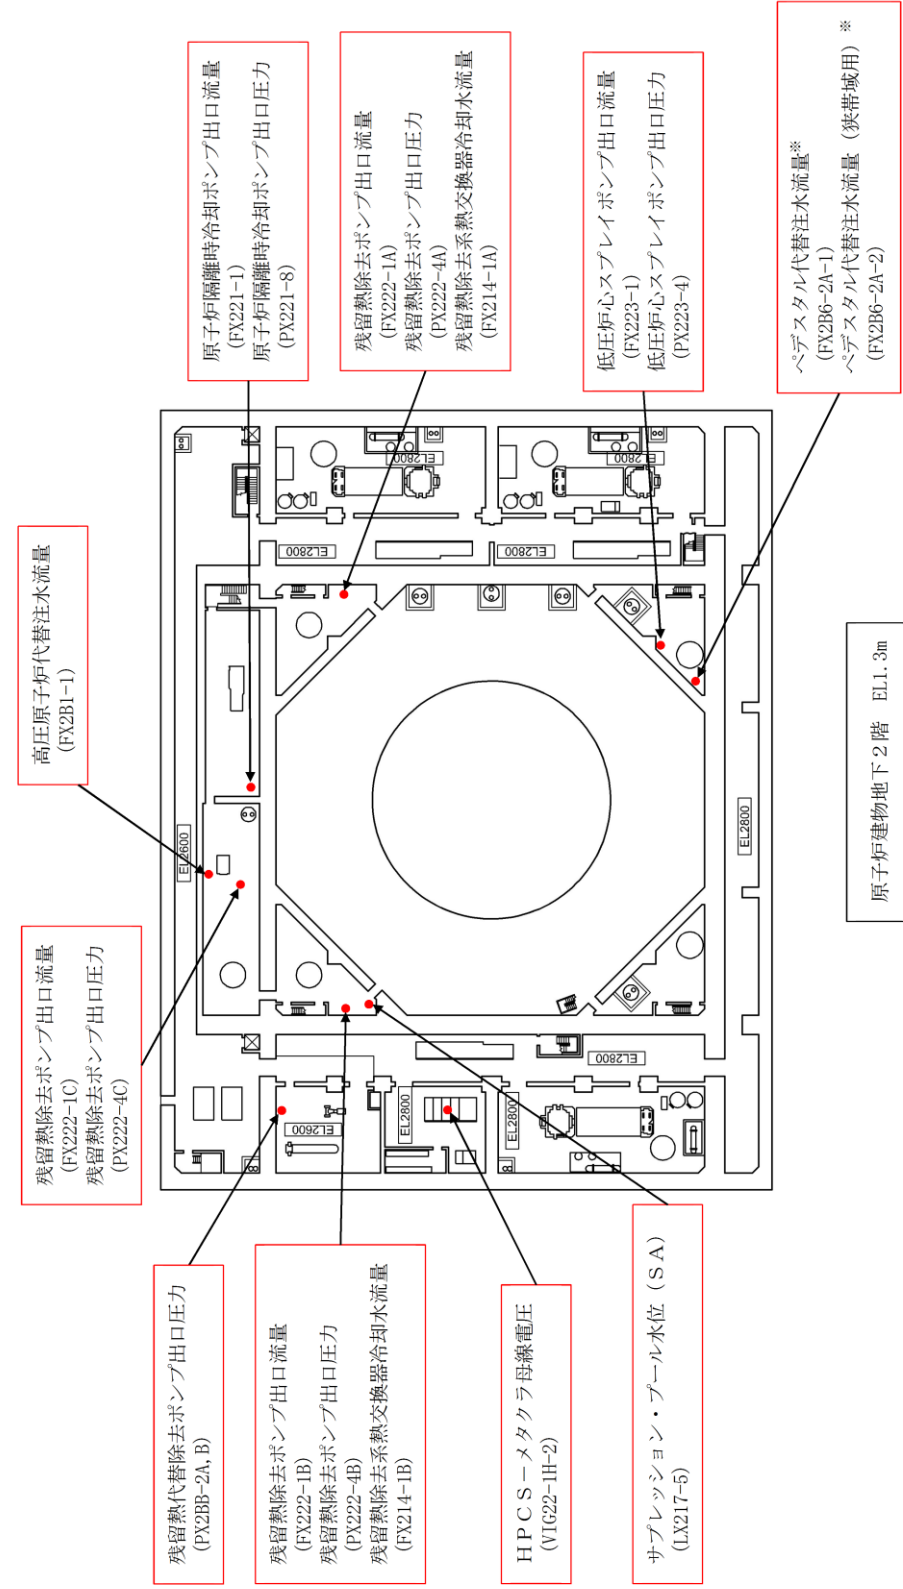 残留熱代替除去ポンプ出口圧力
(PX2BB-2A,B)
残留熱除去ポンプ出口流量
(FX222-1C)
残留熱除去ポンプ出口圧力
(PX222-4C)
高圧原子炉代替注水流量
(FX2B1-1)
原子炉隔離時冷却ポンプ出口流量
(FX221-1)
原子炉隔離時冷却ポンプ出口圧力
(PX221-8)
残留熱除去ポンプ出口流量
(FX222-1A)
残留熱除去ポンプ出口圧力
(PX222-4A)
残留熱除去系熱交換器冷却水流量
(FX214-1A)
低圧炉心スプレイポンプ出口流量
(FX223-1)
低圧炉心スプレイポンプ出口圧力
(PX223-4)
ペデスタル代替注水流量※
(FX2B6-2A-1)
ペデスタル代替注水流量（狭帯域用）※
(FX2B6-2A-2)
残留熱除去ポンプ出口流量
(FX222-1B)
残留熱除去ポンプ出口圧力
(PX222-4B)
残留熱除去系熱交換器冷却水流量
(FX214-1B)
ＨＰＣＳ－メタクラ母線電圧
(VIG22-1H-2)
サプレッション・プール水位（ＳＡ）
(LX217-5)
EL2600
EL2800
EL2800
EL2800
EL2800
EL2600
EL2800
EL2800
EL2800
EL2800
原子炉建物地下２階　EL1.3m